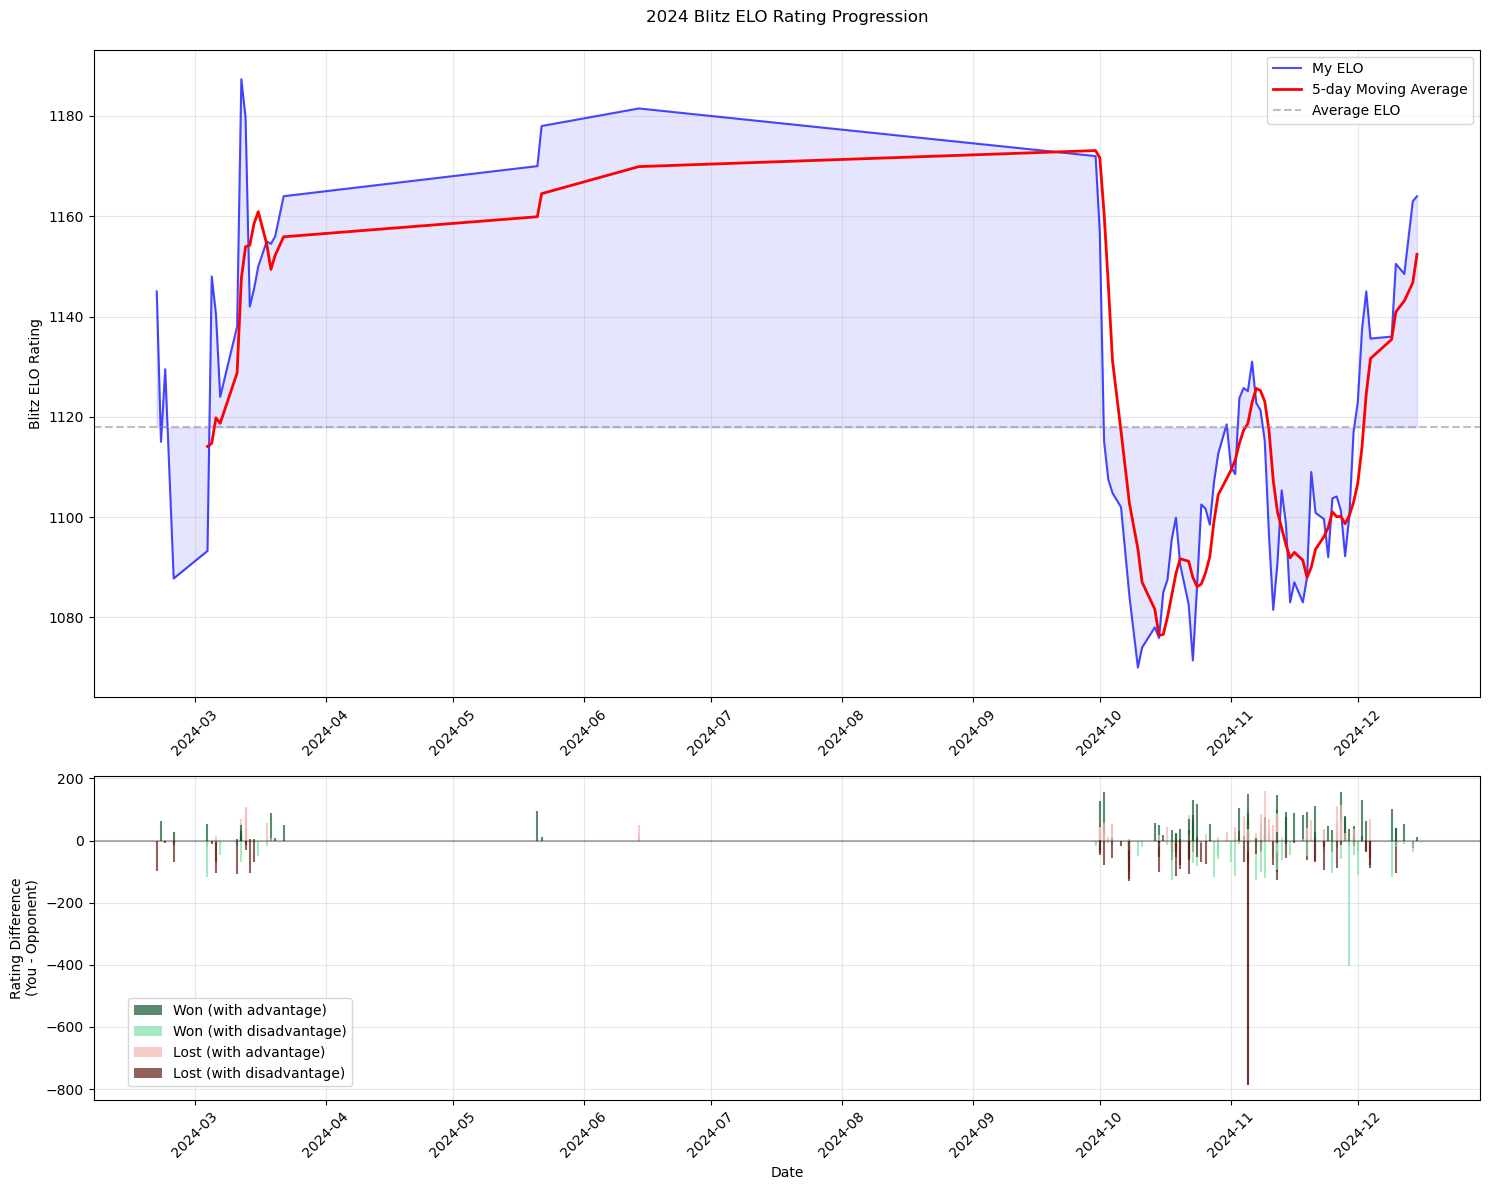 2024 Blitz ELO Rating Progression
My ELO
5-day Moving Average
Average ELO
Blitz ELO Rating
1180
1160
1140
1120
1100
1080
2024-03
2024-04
2024-05
2024-06
2024-07
2024-08
2024-09
2024-10
2024-11
2024-12
Rating Difference
(You - Opponent)
200
0
−200
−400
−600
−800
Won (with advantage)
Won (with disadvantage)
Lost (with advantage)
Lost (with disadvantage)
2024-03
2024-04
2024-05
2024-06
2024-07
2024-08
2024-09
2024-10
2024-11
2024-12
Date